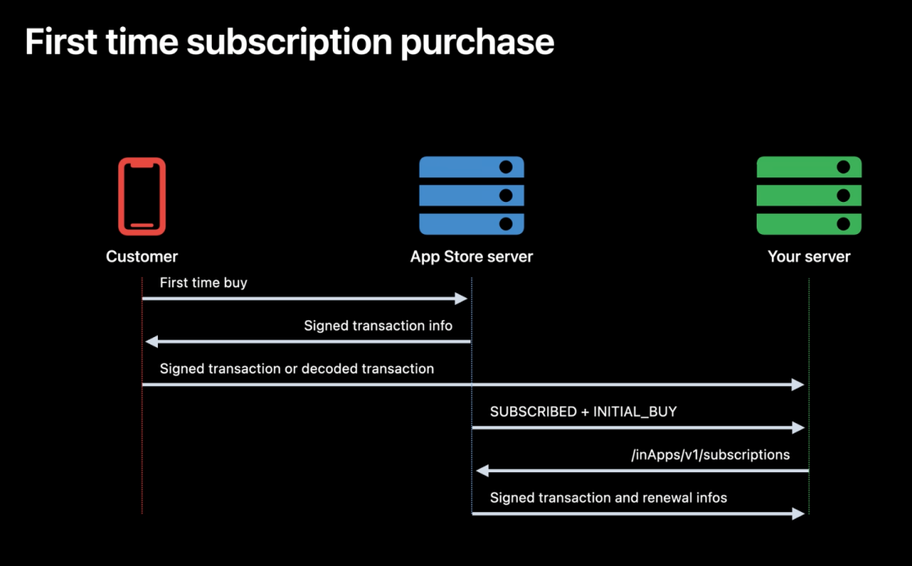 First time subscription purchase
Customer
App Store server
Your server
First time buy
Signed transaction info
Signed transaction or decoded transaction
SUBSCRIBED + INITIAL_BUY
/inApps/v1/subscriptions
Signed transaction and renewal infos